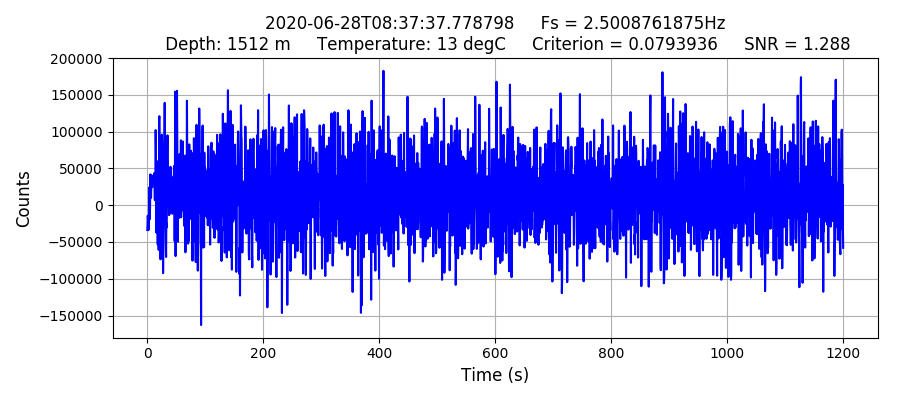 2020-06-28T08:37:37.778798 Fs = 2.5008761875Hz
Depth: 1512 m Temperature: 13 degC Criterion = 0.0793936 SNR = 1.288
200000
150000
100000
50000
0
−50000
−100000
−150000
Counts
0 200 400 600 800 1000 1200
Time (s)